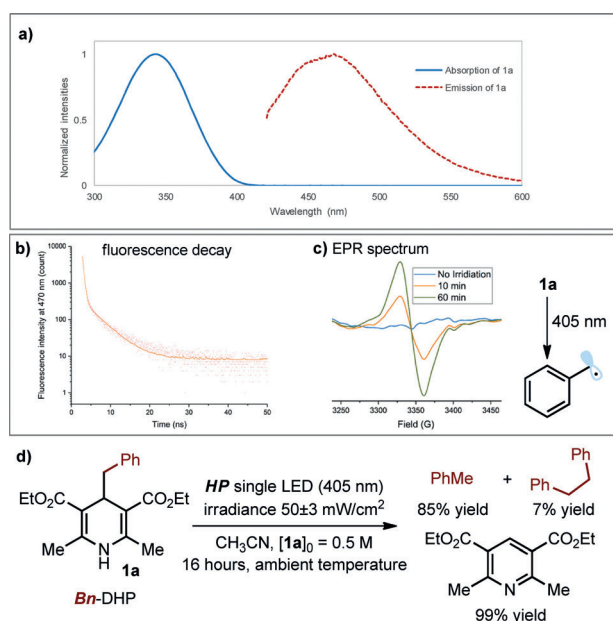 a)
Normalized intensities
1
0.5
0
300 350 400 450 500 550 600
Wavelength (nm)
Absorption of 1a
Emission of 1a
b)
fluorescence decay
Fluorescence intensity at 470 nm (count)
10000
1000
100
10
1
0 10 20 30 40 50
Time (ns)
c) EPR spectrum
No Irridiation
10 min
60 min
3250 3300 3350 3400 3450
Field (G)
1a
405 nm
d)
Ph
EtO₂C CO₂Et
Me N Me
H 1a
Bn-DHP
HP single LED (405 nm)
irradiance 50±3 mW/cm²
CH₃CN, [1a]₀ = 0.5 M
16 hours, ambient temperature
PhMe + Ph
Ph
85% yield 7% yield
EtO₂C CO₂Et
Me N Me
99% yield